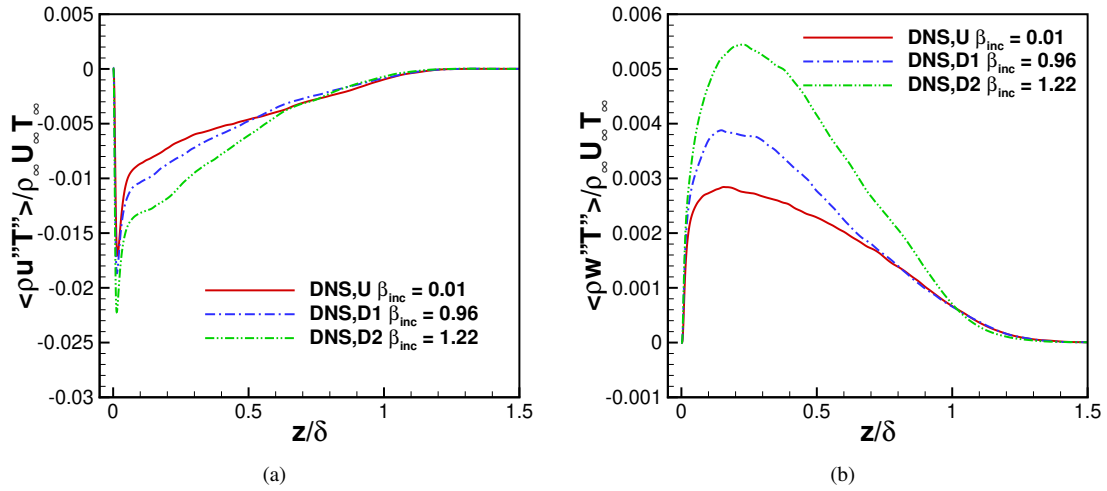 0.005
0
-0.005
-0.01
-0.015
-0.02
-0.025
-0.03
<ρu”T”>/ρ∞U∞T∞
DNS,U βinc = 0.01
DNS,D1 βinc = 0.96
DNS,D2 βinc = 1.22
0 0.5 1 1.5
z/δ
(a)
0.006
0.005
0.004
0.003
0.002
0.001
0
-0.001
<ρw”T”>/ρ∞U∞T∞
DNS,U βinc = 0.01
DNS,D1 βinc = 0.96
DNS,D2 βinc = 1.22
0 0.5 1 1.5
z/δ
(b)